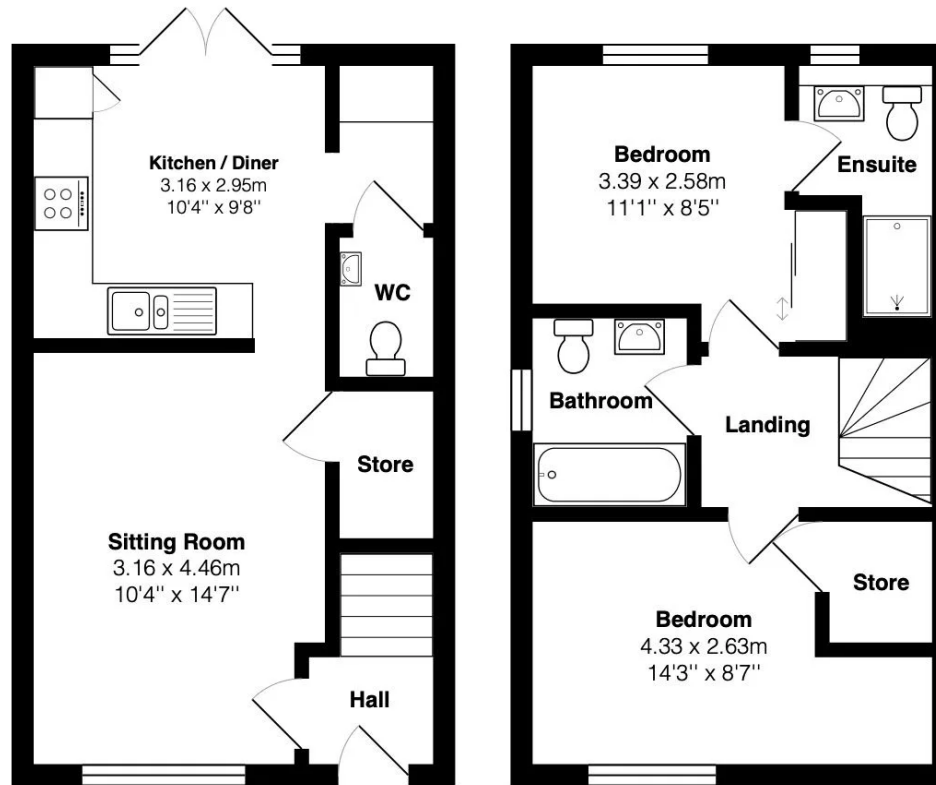 Kitchen / Diner
3.16 x 2.95m
10'4" x 9'8"
WC
Store
Sitting Room
3.16 x 4.46m
10'4" x 14'7"
Hall
Bedroom
3.39 x 2.58m
11'1" x 8'5"
Ensuite
Bathroom
Landing
Bedroom
4.33 x 2.63m
14'3" x 8'7"
Store